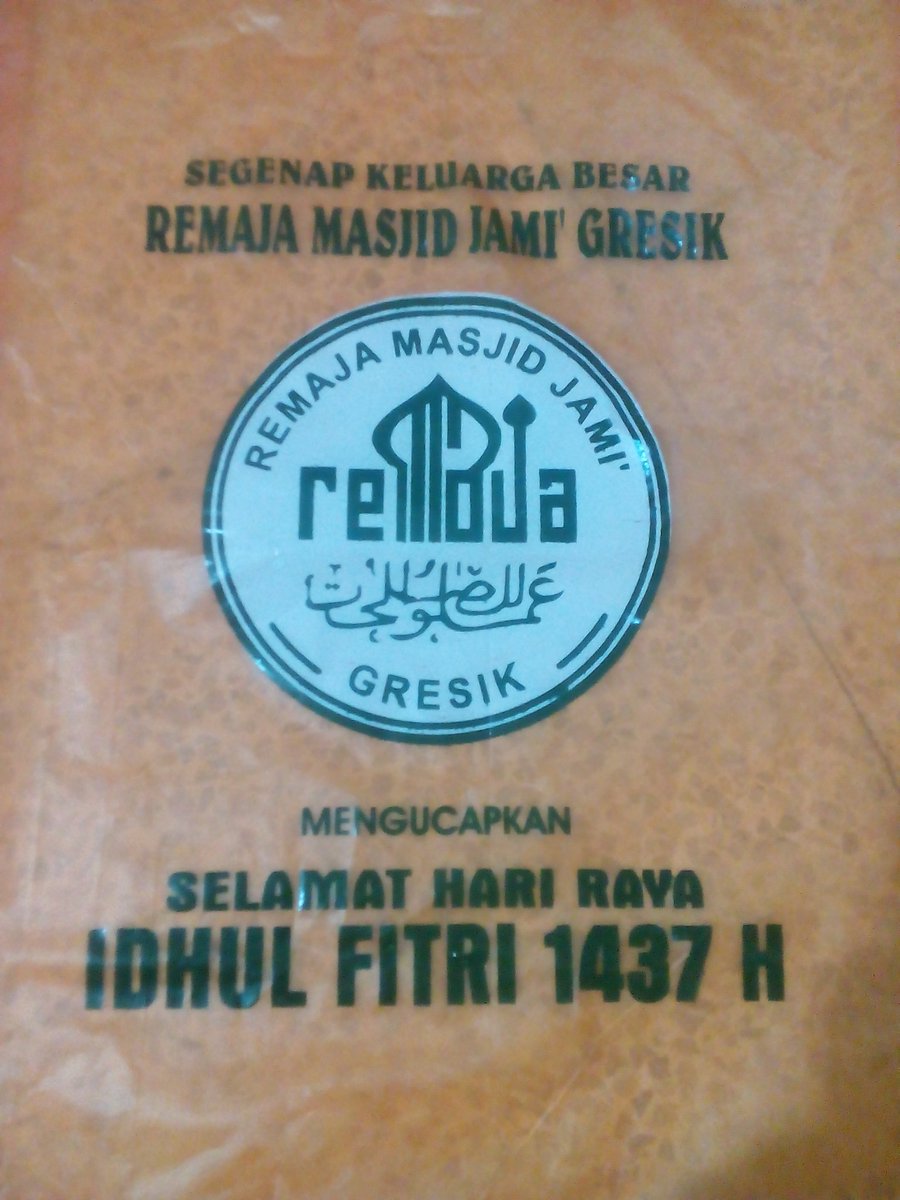 SEGENAP KELUARGA BESAR
REMAJA MASJID JAMI' GRESIK
REMAJA MASJID JAMI'
remaja
GRESIK
MENGUCAPKAN
SELAMAT HARI RAYA
IDHUL FITRI 1437 H